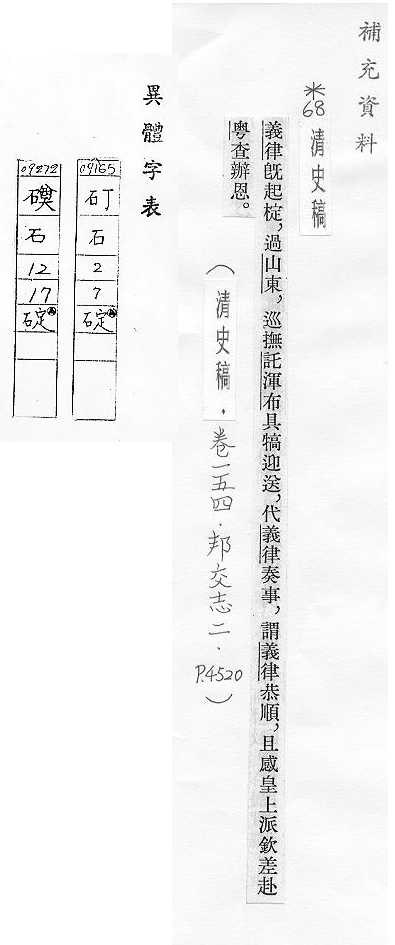 補充資料
*68 清史稿
義律旣起椗，過山東，巡撫託渾布具犒迎送，代義律奏事，謂義律恭順，且感皇上派欽差赴
粵查辦恩。
（清史稿．卷一五四．邦交志二．P.4520）
異體字表
09165
矴
石
2
7
碇
09272
石
12
17
碇